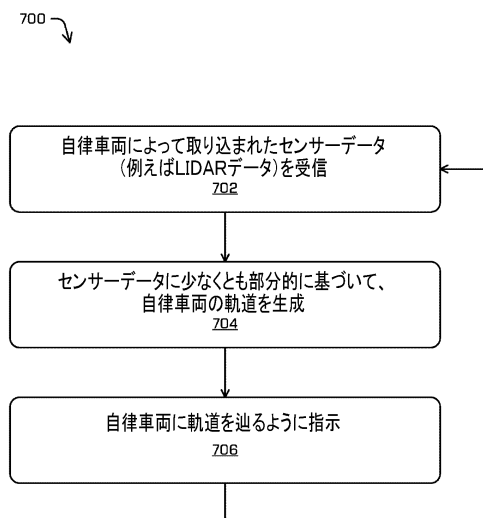 700
自律車両によって取り込まれたセンサーデータ
(例えばLIDARデータ)を受信
702
センサーデータに少なくとも部分的に基づいて、
自律車両の軌道を生成
704
自律車両に軌道を辿るように指示
706